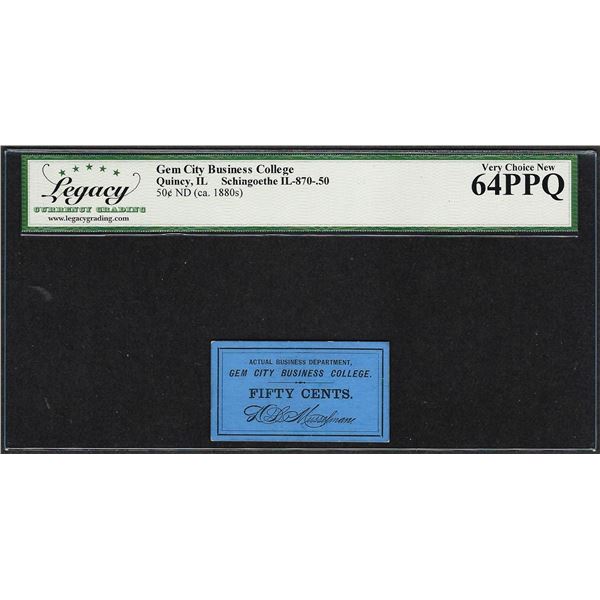 Legacy
CURRENCY GRADING
www.legacygrading.com
Gem City Business College
Quincy, IL Schingoethe IL-870-.50
50¢ ND (ca. 1880s)
Very Choice New
64PPQ
ACTUAL BUSINESS DEPARTMENT,
GEM CITY BUSINESS COLLEGE.
FIFTY CENTS.
D L Musselman